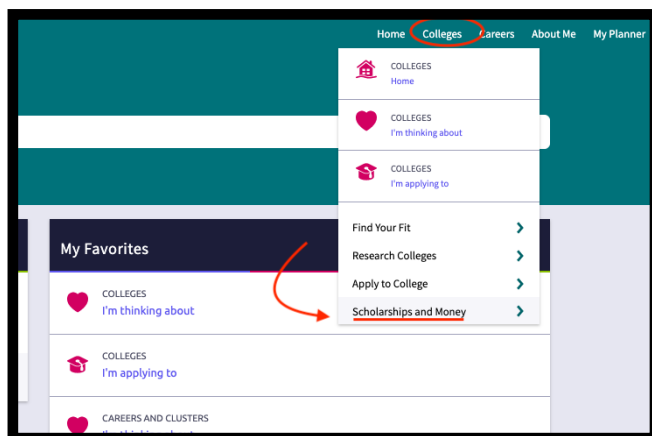 Home Colleges Careers About Me My Planner
COLLEGES
Home
COLLEGES
I'm thinking about
COLLEGES
I'm applying to
Find Your Fit
Research Colleges
Apply to College
Scholarships and Money
My Favorites
COLLEGES
I'm thinking about
COLLEGES
I'm applying to
CAREERS AND CLUSTERS